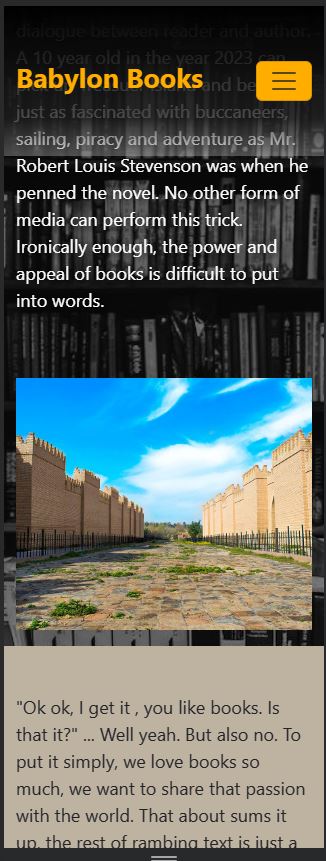 dialogue between reader and author.
A 10 year old in the year 2023 can
Babylon Books
just as fascinated with buccaneers,
sailing, piracy and adventure as Mr.
Robert Louis Stevenson was when he
penned the novel. No other form of
media can perform this trick.
Ironically enough, the power and
appeal of books is difficult to put
into words.
"Ok ok, I get it , you like books. Is
that it?" ... Well yeah. But also no. To
put it simply, we love books so
much, we want to share that passion
with the world. That about sums it
up, the rest of rambing text is just a